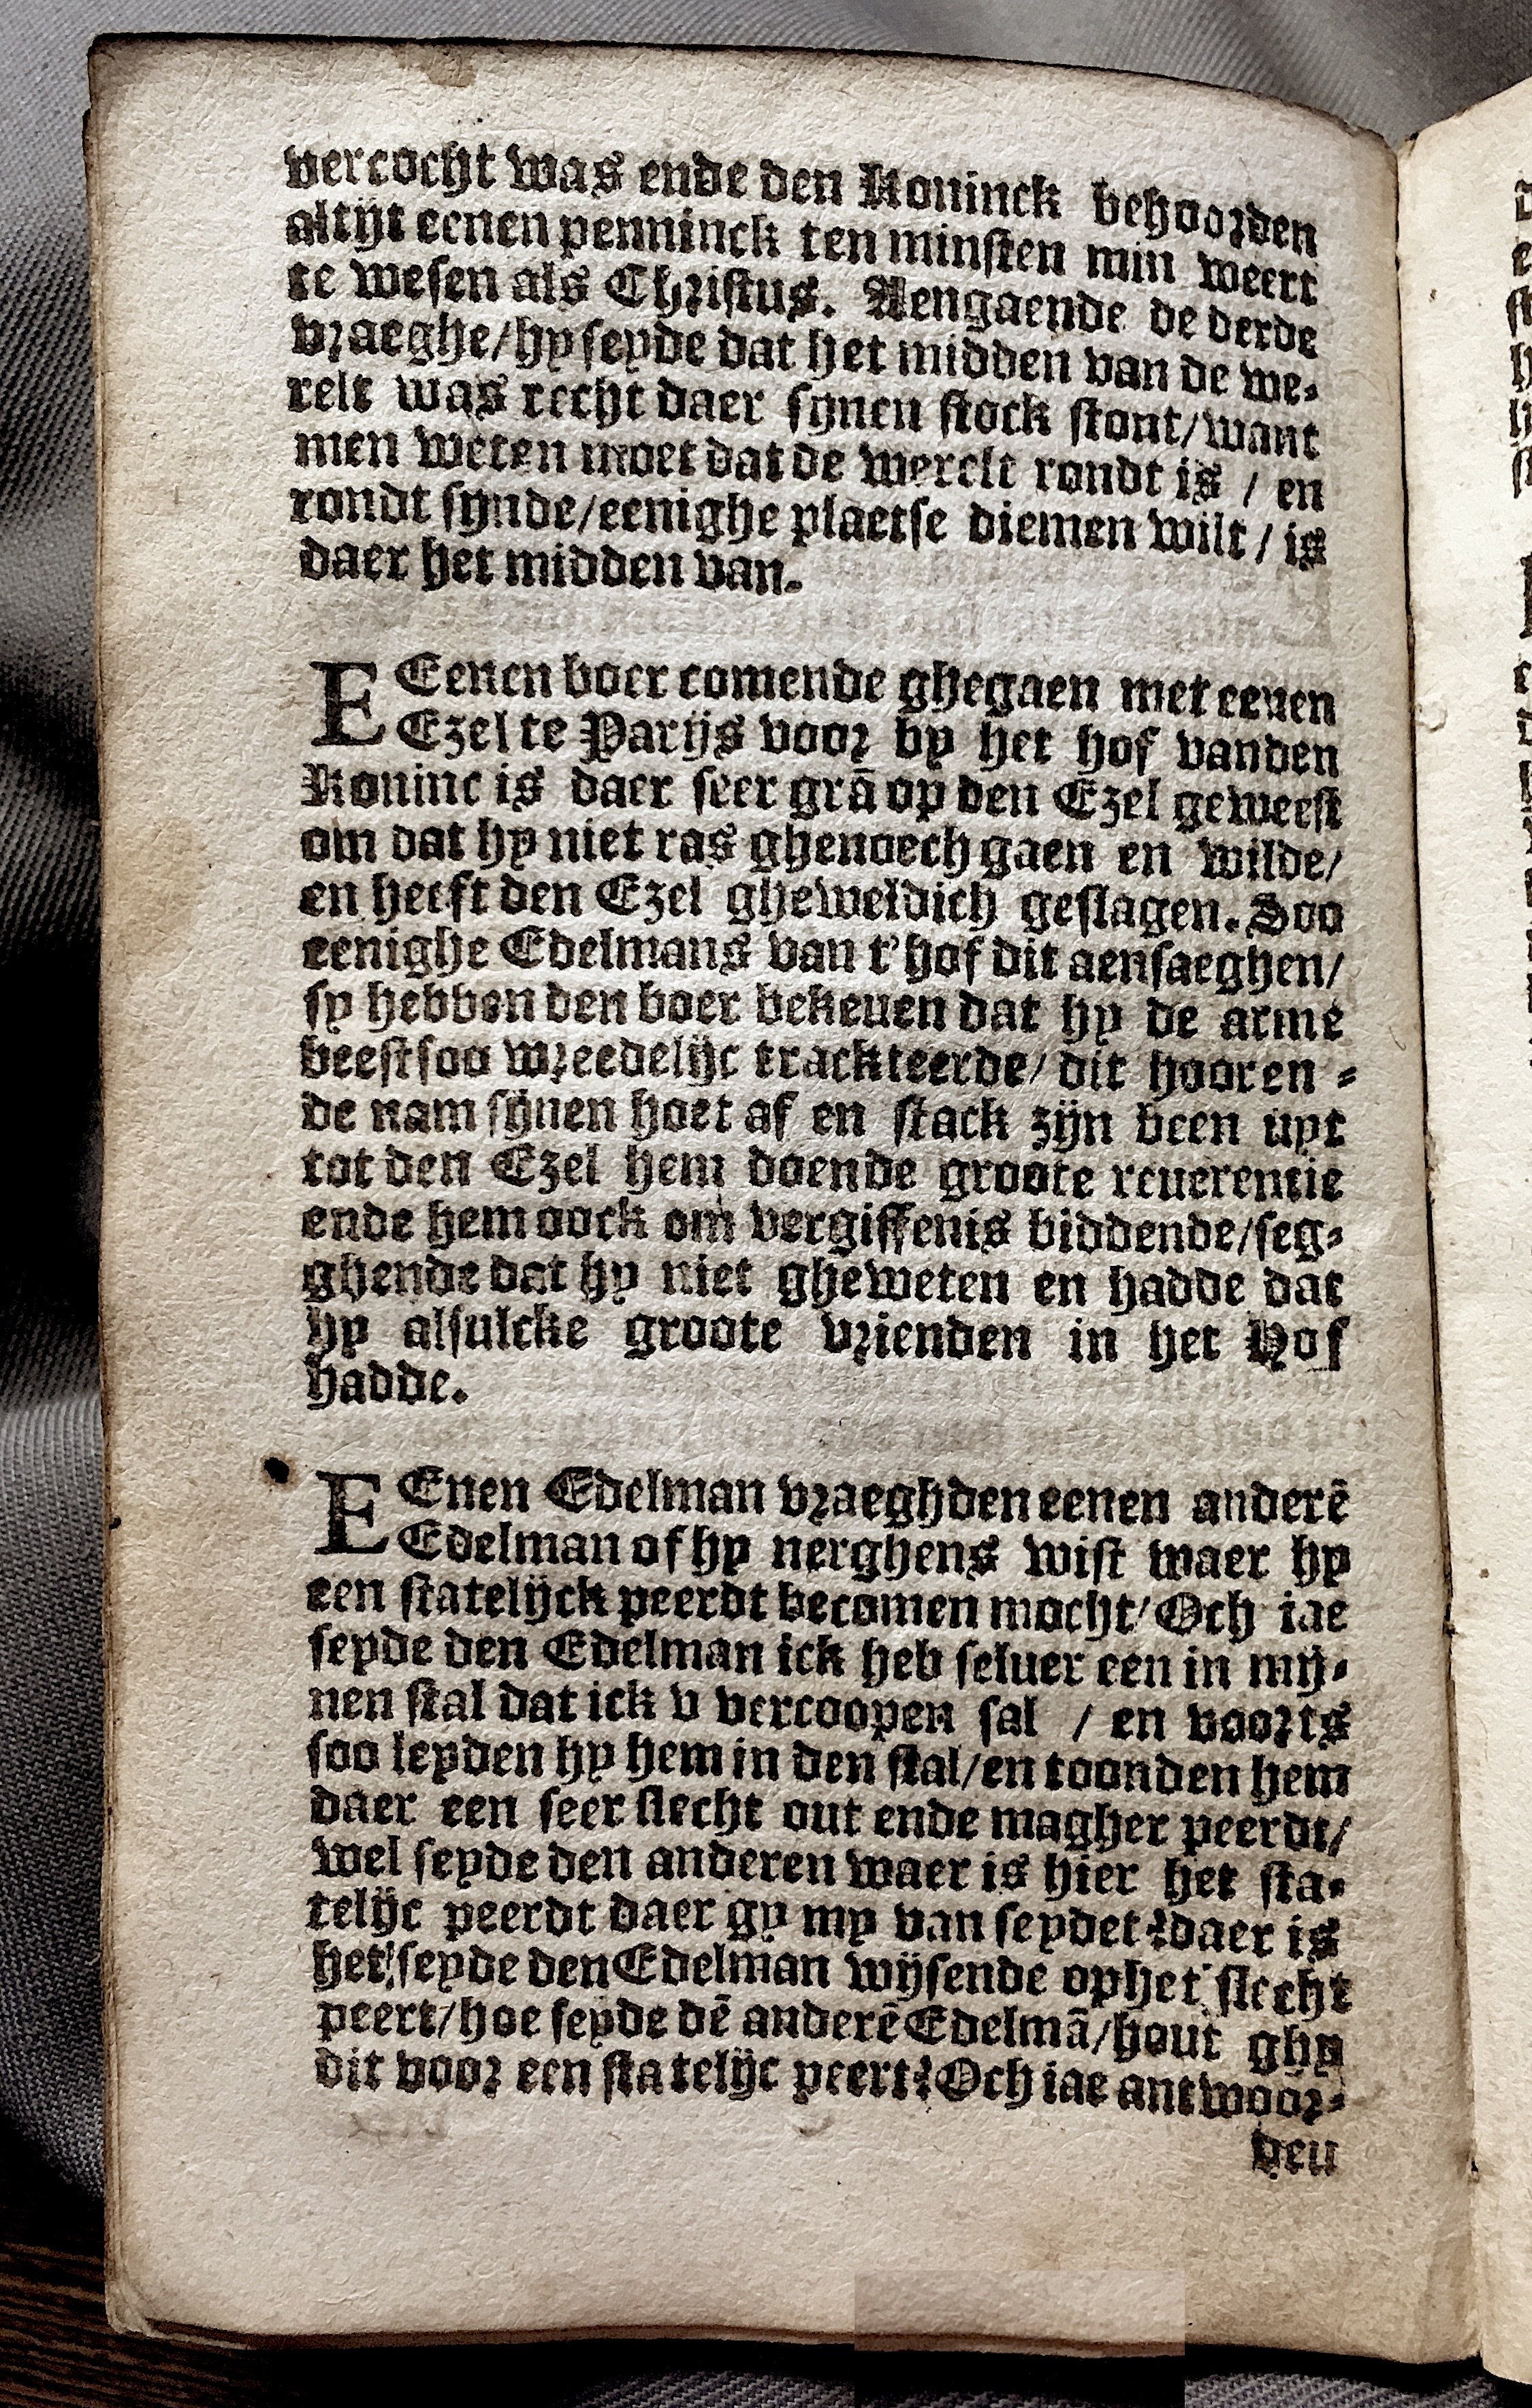 vercocht was ende den Koninck behoorden
altijt eenen penninck ten minsten min weert
te wesen als Christus. Aengaende de derde
vraeghe/hy seyde dat het midden van de we-
relt was recht daer synen stock stont/want
men weten moet dat de werelt rondt is / en
rondt synde/eenighe plaetse diemen wilt / is
daer het midden van.

EEenen boer comende ghegaen met eenen
Ezel te Parijs voor by het hof vanden
Koninc is daer seer grā op den Ezel geweest
om dat hy niet ras ghenoech gaen en wilde/
en heeft den Ezel gheweldich geslagen. Soo
eenighe Edelmans van t'hof dit aensaeghen/
sy hebben den boer bekeuen dat hy de arme
beest soo wreedelijc trackteerde/ dit hooren-
de nam sijnen hoet af en stack zijn been uyt
tot den Ezel hem doende groote reuerentie
ende hem oock om vergiffenis biddende/seg-
ghende dat hy niet gheweten en hadde dat
hy alsulcke groote vrienden in het Hof
hadde.

EEnen Edelman vraeghden eenen anderē
Edelman of hy nerghens wist waer hy
een statelijck peerdt becomen mocht/ Och iae
seyde den Edelman ick heb seluer een in mij-
nen stal dat ick v vercoopen sal / en voorts
soo leyden hy hem in den stal/en toonden hem
daer een seer slecht out ende magher peerdt/
wel seyde den anderen waer is hier het sta-
telijc peerdt daer gy my van seydet? daer is
het! seyde den Edelman wijsende op het slecht
peert/hoe seyde dē anderē Edelmā/hout ghy
dit voor een statelijc peert? Och iae antwoor-
den